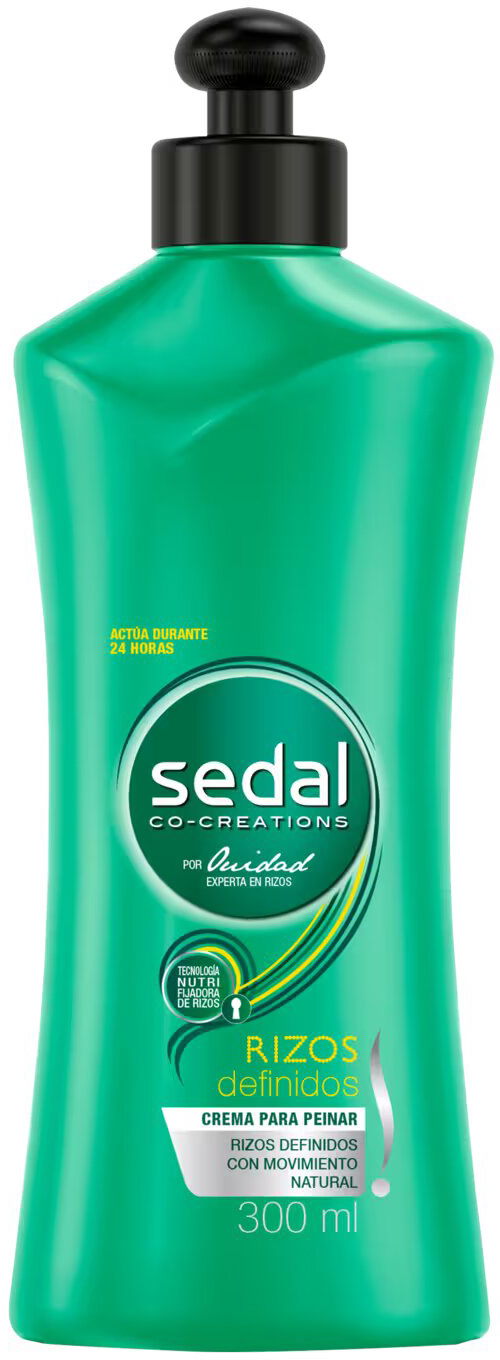 ACTÚA DURANTE
24 HORAS
sedal
CO-CREATIONS
POR Ouidad
EXPERTA EN RIZOS
TECNOLOGÍA
NUTRI
FIJADORA
DE RIZOS
RIZOS
definidos
CREMA PARA PEINAR
RIZOS DEFINIDOS
CON MOVIMIENTO
NATURAL
300 ml